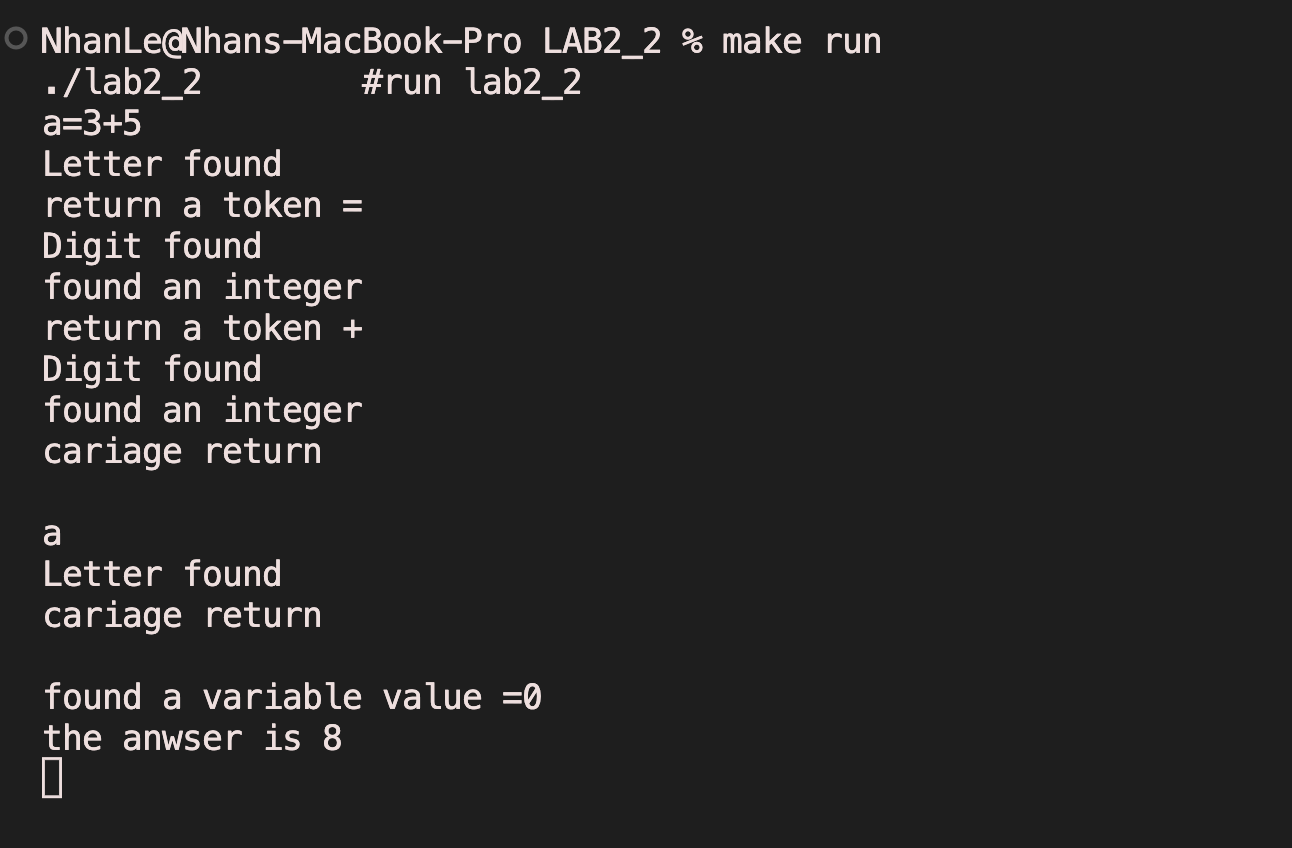 NhanLe@Nhans-MacBook-Pro LAB2_2 % make run
./lab2_2        #run lab2_2
a=3+5
Letter found
return a token =
Digit found
found an integer
return a token +
Digit found
found an integer
cariage return
a
Letter found
cariage return
found a variable value =0
the anwser is 8